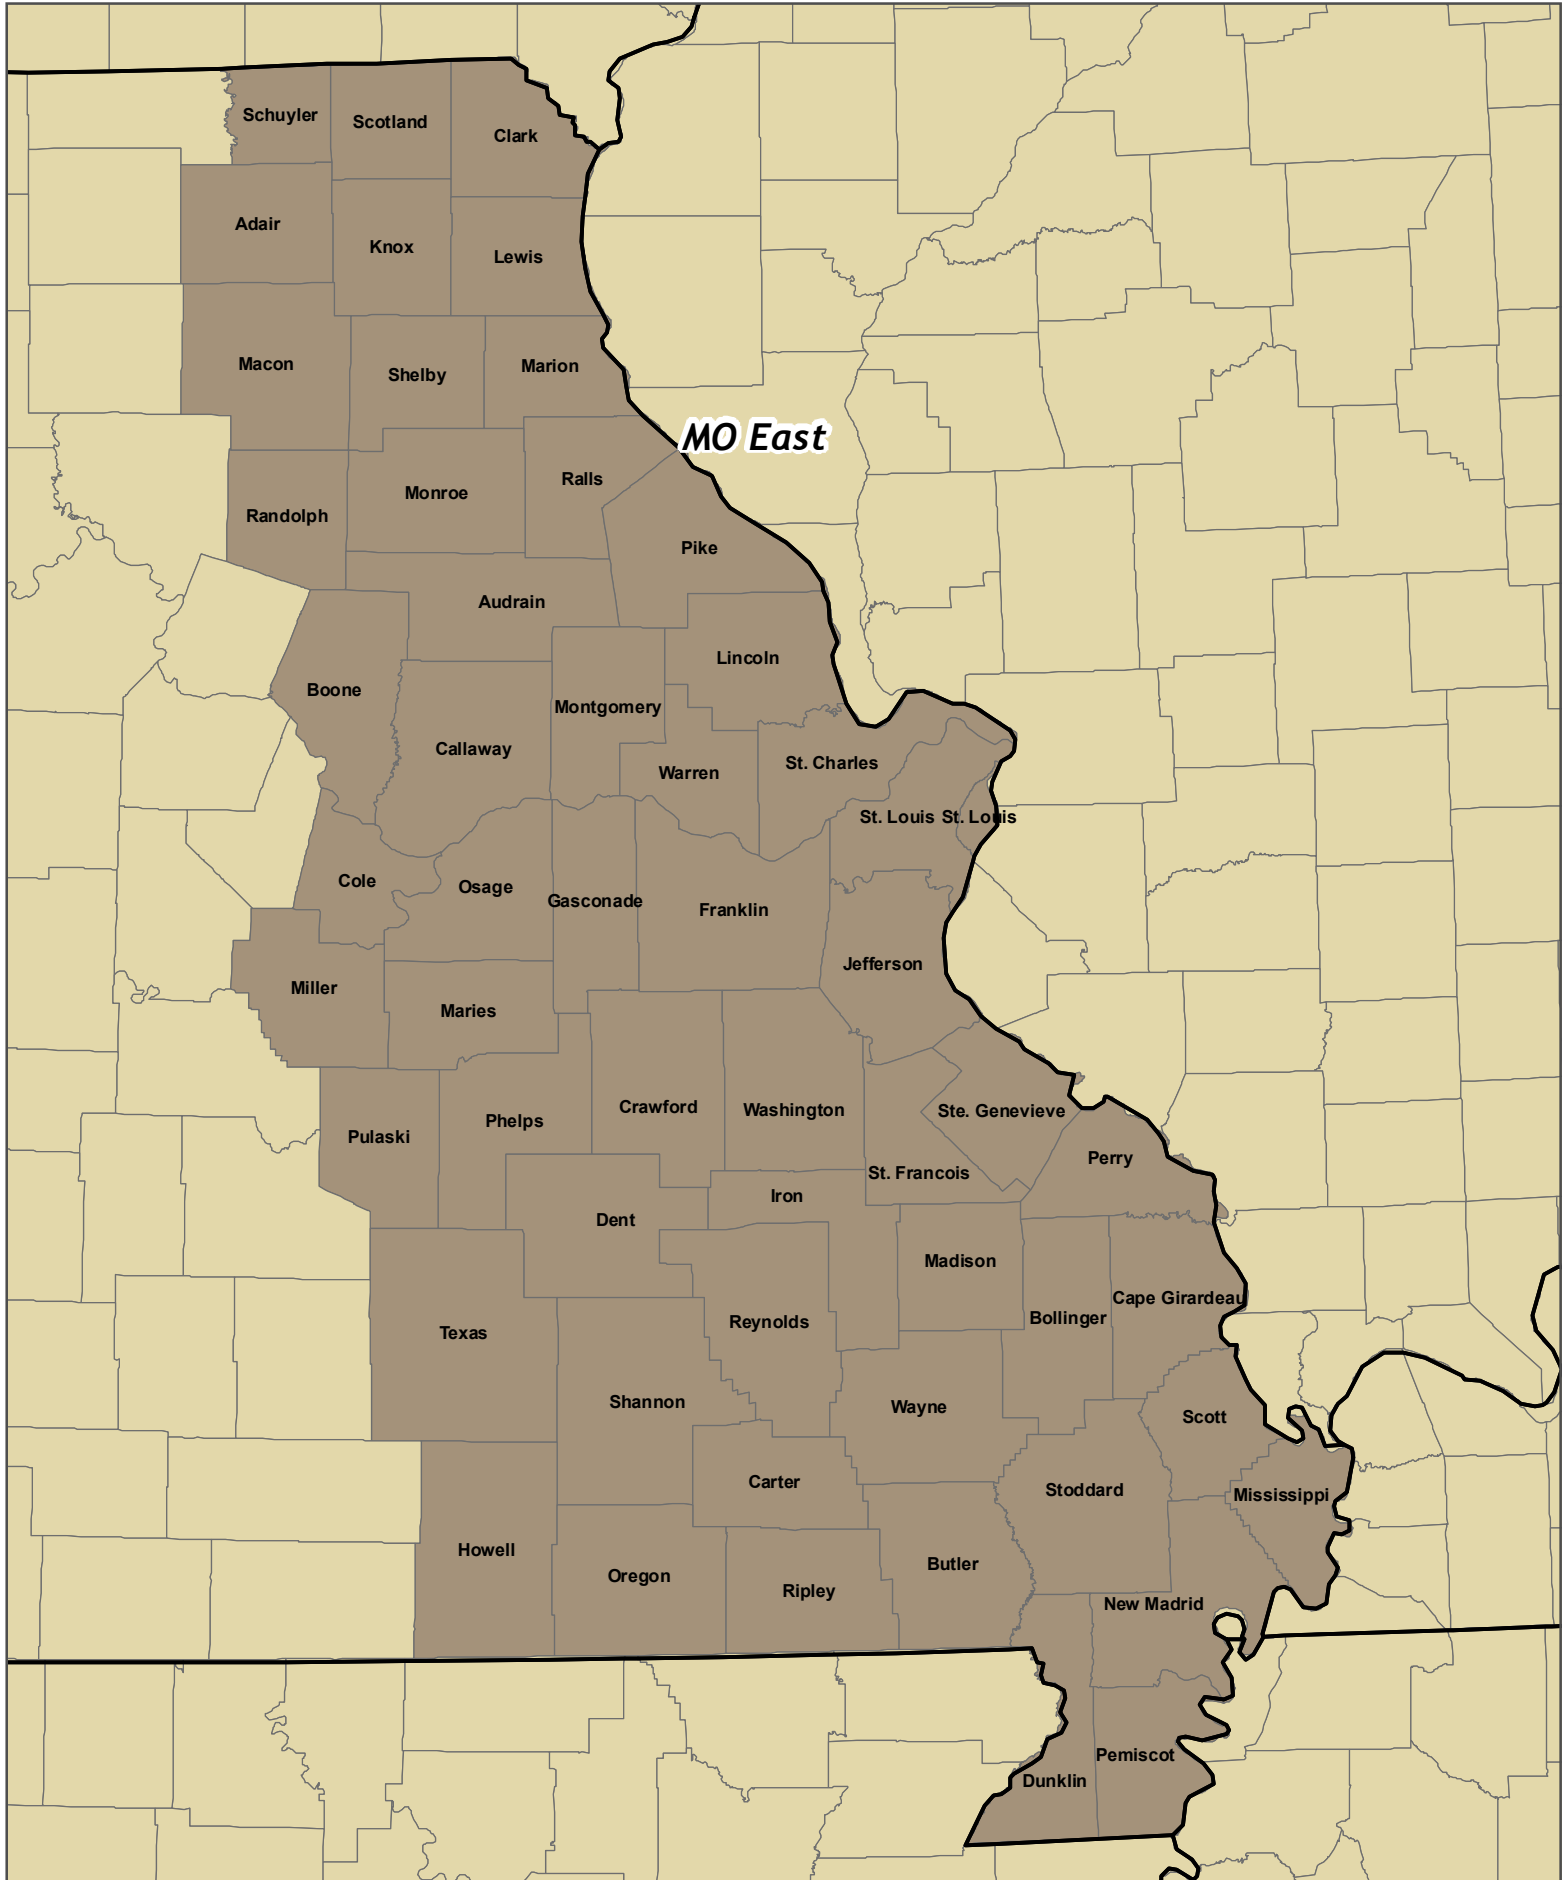 Schuyler
Scotland
Clark
Adair
Knox
Lewis
Macon
Shelby
Marion
MO East
Ralls
Monroe
Randolph
Pike
Audrain
Lincoln
Boone
Montgomery
Callaway
St. Charles
Warren
St. Louis St. Louis
Cole
Osage
Gasconade
Franklin
Jefferson
Miller
Maries
Crawford
Washington
Ste. Genevieve
Phelps
Pulaski
Perry
St. Francois
Iron
Dent
Madison
Cape Girardeau
Bollinger
Reynolds
Texas
Shannon
Wayne
Scott
Carter
Stoddard
Mississippi
Howell
Butler
Oregon
Ripley
New Madrid
Pemiscot
Dunklin